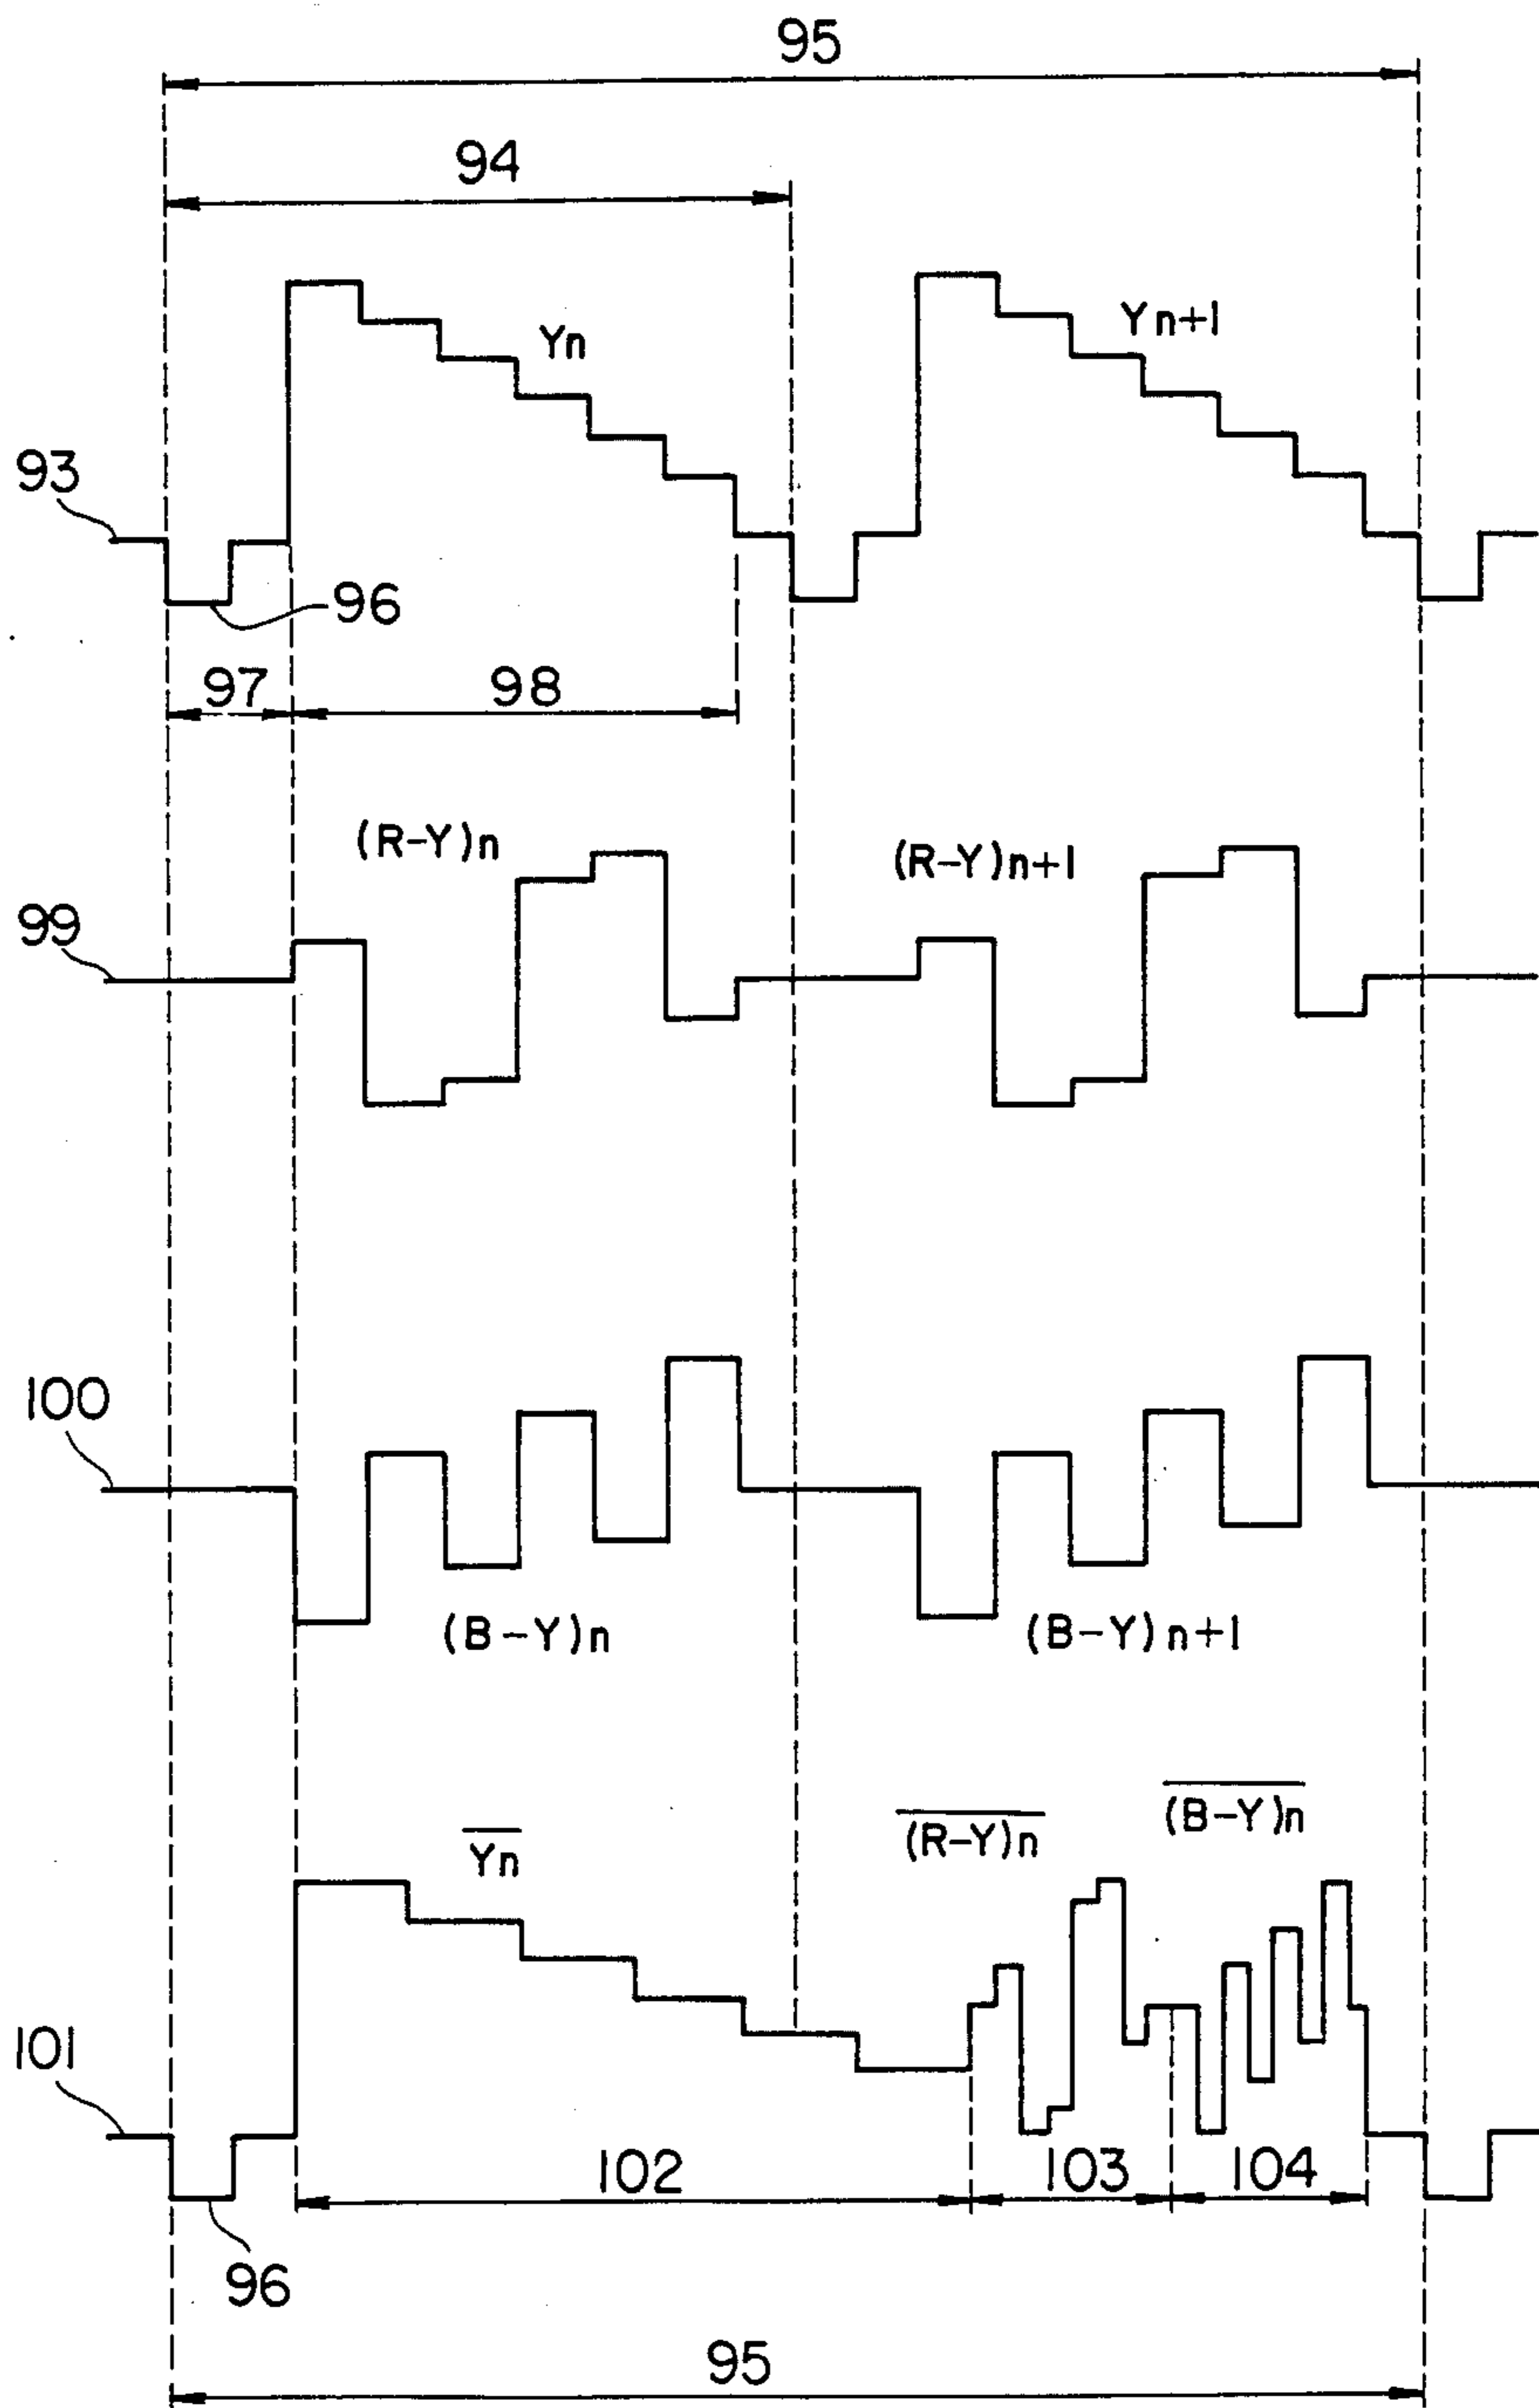 95
94
Yn
Yn+1
93
96
97
98
(R-Y)n
(R-Y)n+1
99
100
(B-Y)n
(B-Y)n+1
(B-Y)n
(R-Y)n
Yn
101
102
103
104
96
95